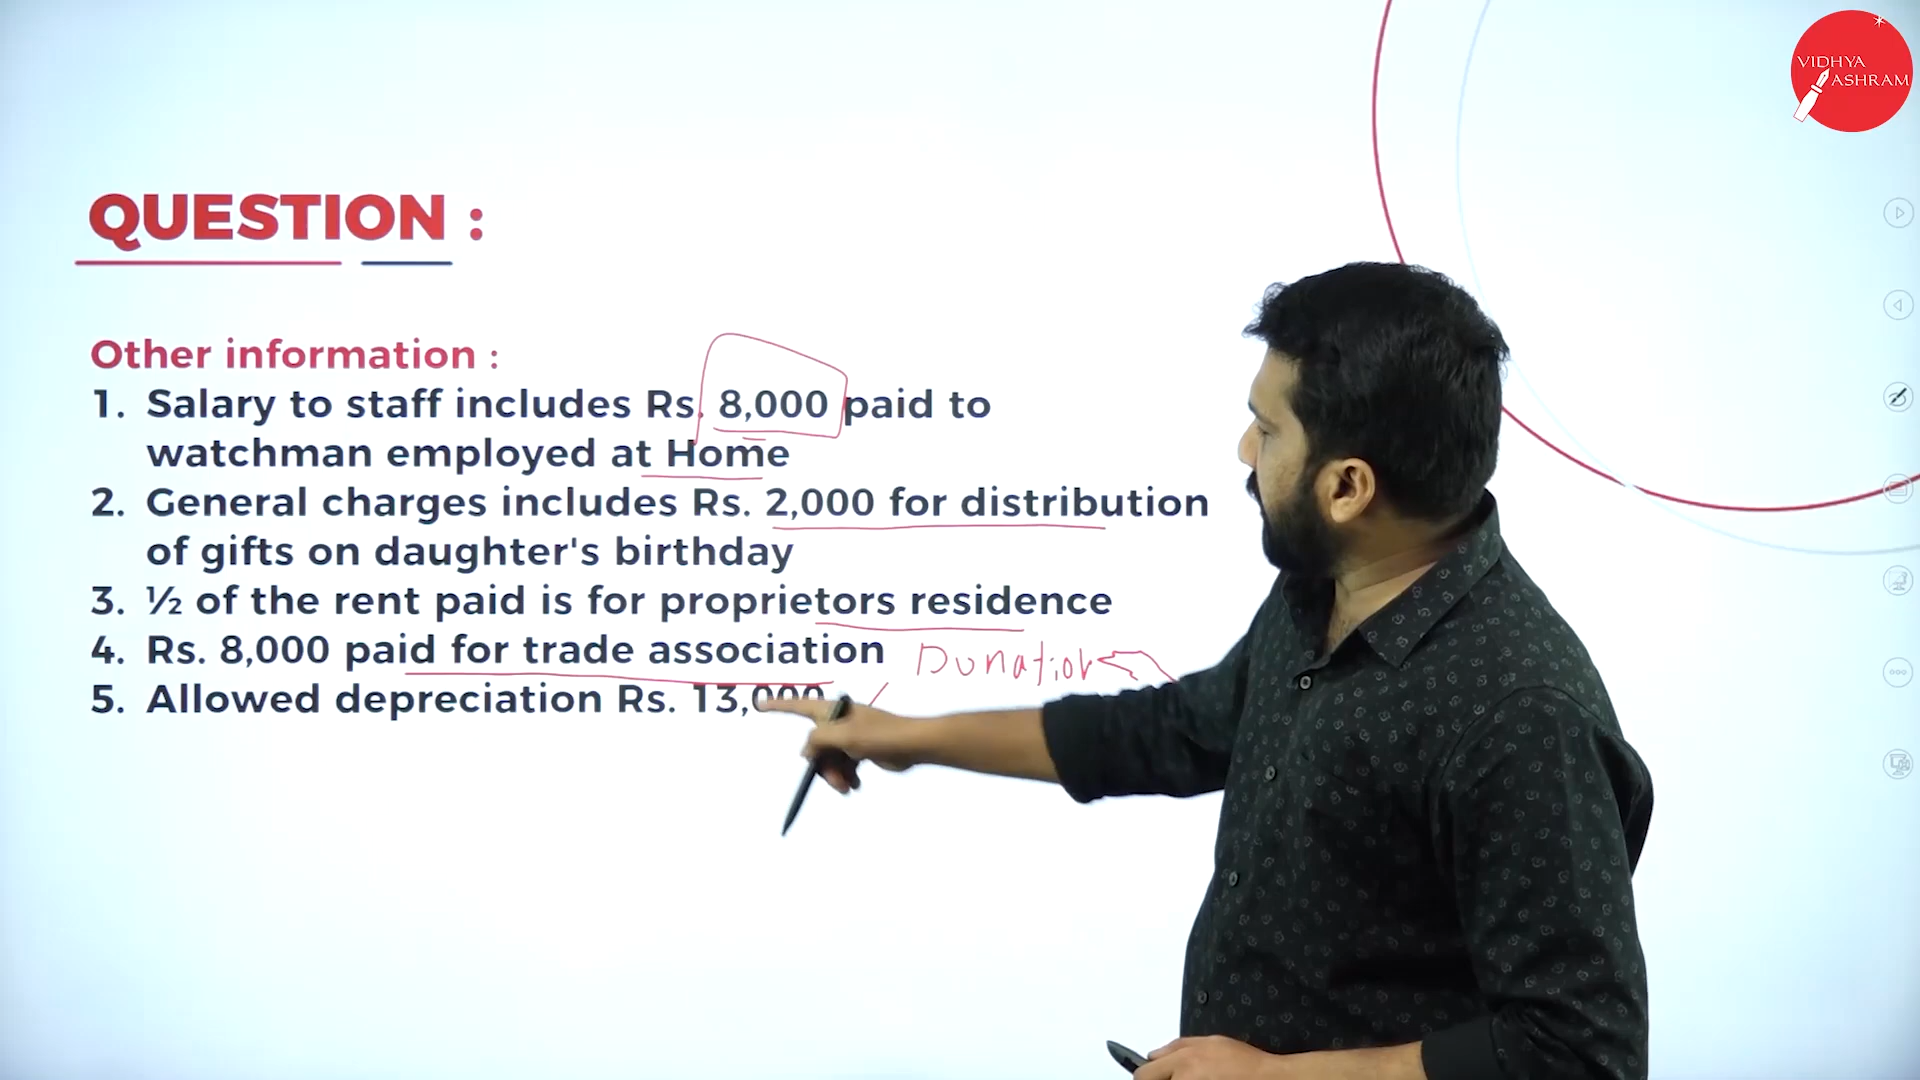 VIDHYA
ASHRAM
QUESTION :
Other information :
1. Salary to staff includes Rs. 8,000 paid to
watchman employed at Home
2. General charges includes Rs. 2,000 for distribution
of gifts on daughter's birthday
3. ½ of the rent paid is for proprietors residence
4. Rs. 8,000 paid for trade association
Donation
5. Allowed depreciation Rs. 13,000